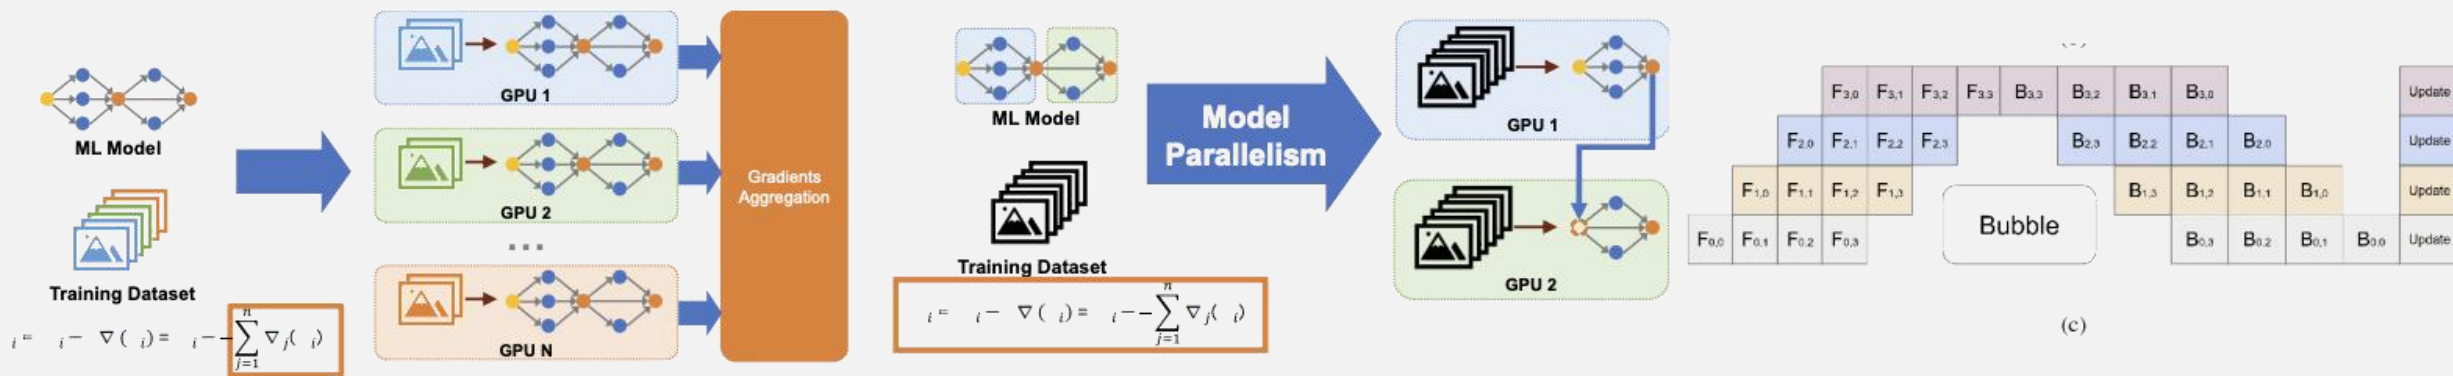 ML Model
Training Dataset
i = i − ∇ ( i) = i − − ∑ ∇ j( i)
n
j=1
GPU 1
GPU 2
...
GPU N
Gradients
Aggregation
ML Model
Training Dataset
i = i − ∇ ( i) = i − − ∑ ∇ j( i)
n
j=1
Model
Parallelism
GPU 1
GPU 2
F3,0 F3,1 F3,2 F3,3 B3,3 B3,2 B3,1 B3,0 Update
F2,0 F2,1 F2,2 F2,3 B2,3 B2,2 B2,1 B2,0 Update
F1,0 F1,1 F1,2 F1,3 B1,3 B1,2 B1,1 B1,0 Update
F0,0 F0,1 F0,2 F0,3 Bubble B0,3 B0,2 B0,1 B0,0 Update
(c)